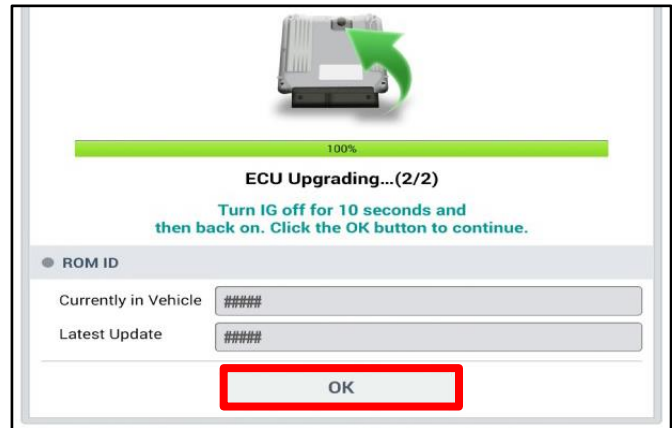 100%
ECU Upgrading...(2/2)
Turn IG off for 10 seconds and
then back on. Click the OK button to continue.
ROM ID
Currently in Vehicle #####
Latest Update #####
OK